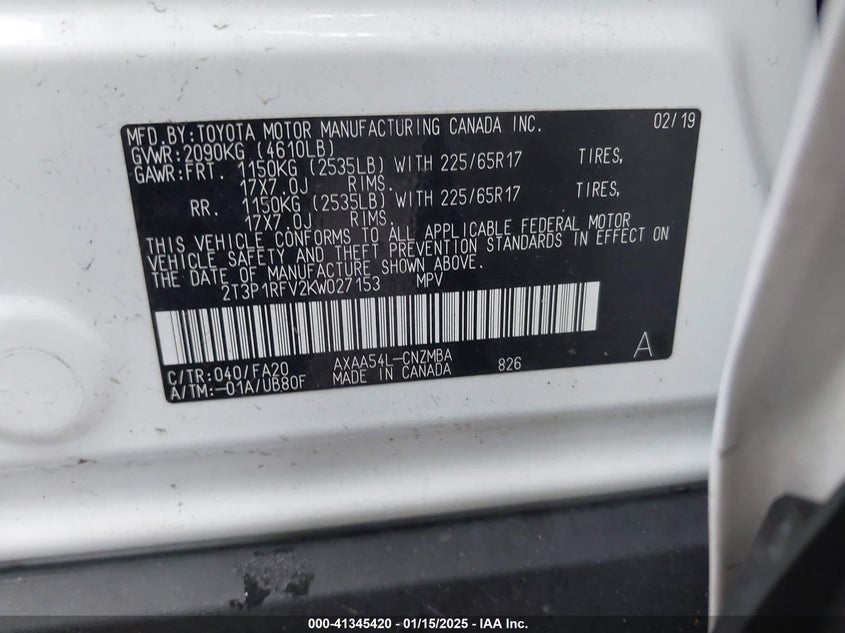 MFD.BY:TOYOTA MOTOR MANUFACTURING CANADA INC. 02/19
GVWR:2090KG (4610LB)
GAWR:FRT. 1150KG (2535LB) WITH 225/65R17 TIRES,
17X7.0J RIMS.
RR. 1150KG (2535LB) WITH 225/65R17 TIRES,
17X7.0J RIMS.
THIS VEHICLE CONFORMS TO ALL APPLICABLE FEDERAL MOTOR
VEHICLE SAFETY AND THEFT PREVENTION STANDARDS IN EFFECT ON
THE DATE OF MANUFACTURE SHOWN ABOVE.
2T3P1RFV2KW027153 MPV
A
C/TR:040/FA20 AXAA54L-CNZMBA 826
A/TM:-01A/UB80F MADE IN CANADA
000-41345420 - 01/15/2025 - IAA Inc.